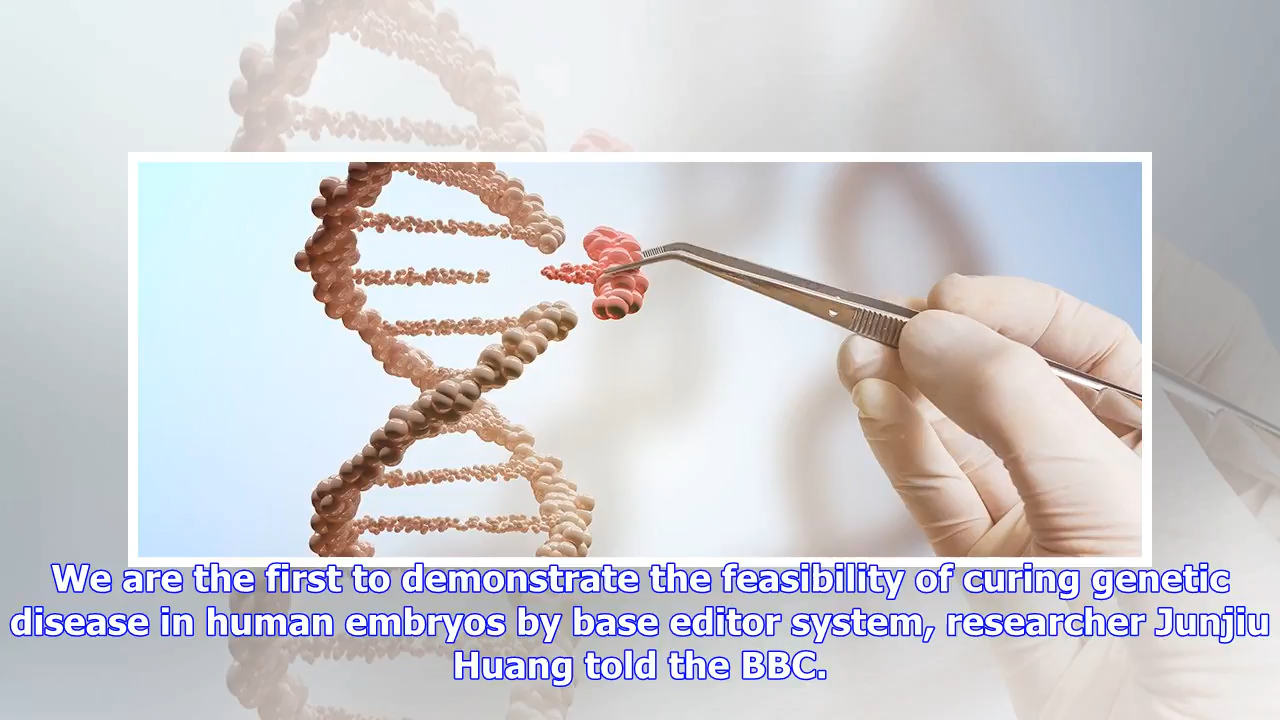 We are the first to demonstrate the feasibility of curing genetic
disease in human embryos by base editor system, researcher Junjiu
Huang told the BBC.